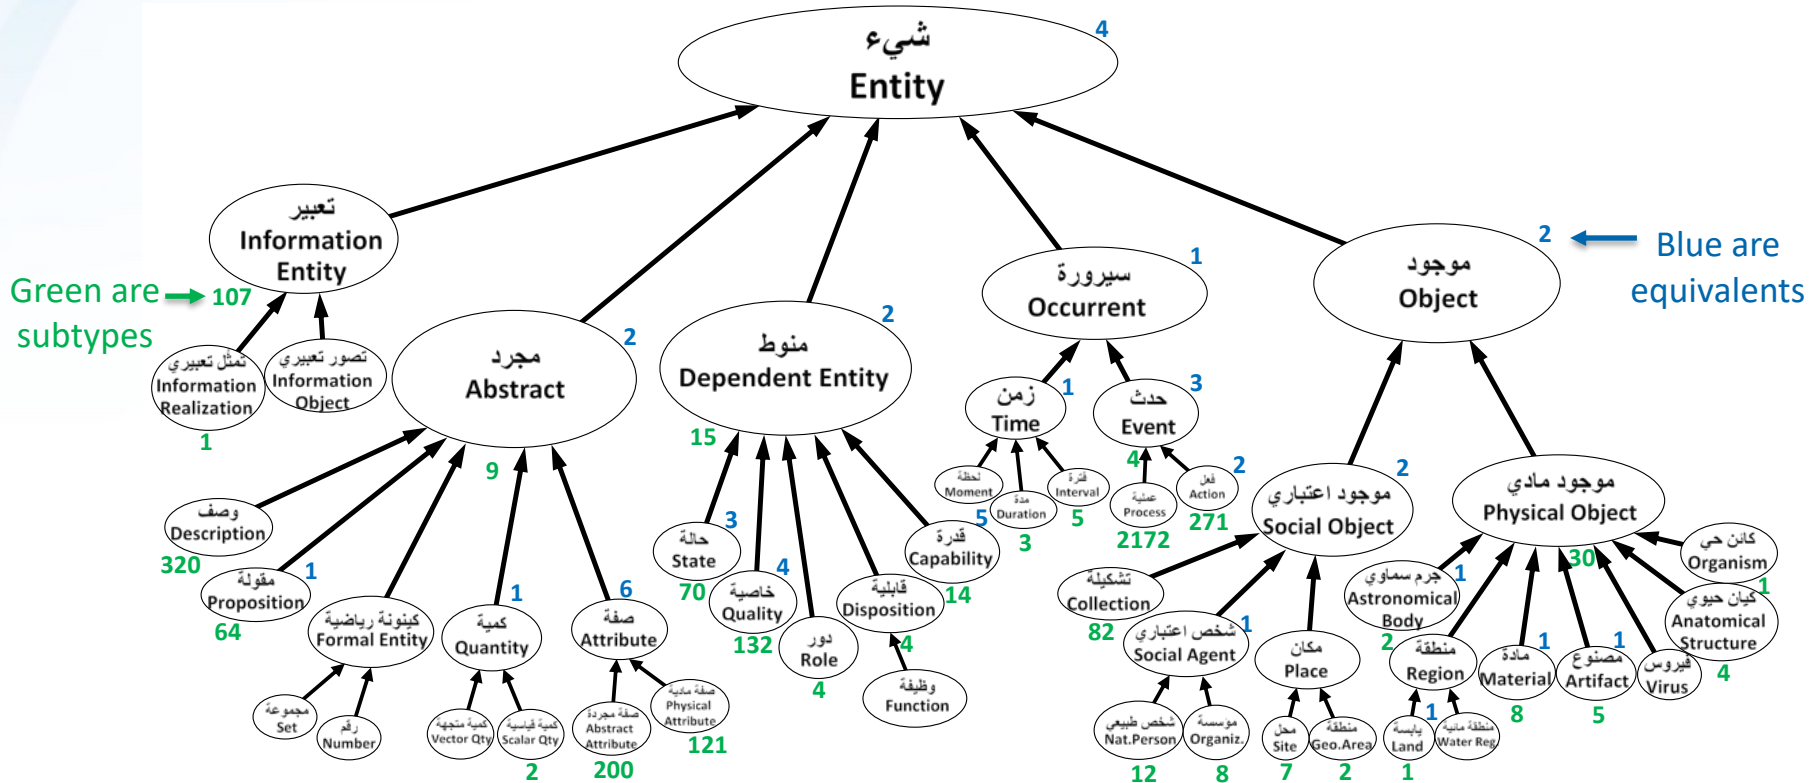 شيء
Entity
4
تعبير
Information
Entity
107
Green are
subtypes
تمثل تعبيري
Information
Realization
1
تصور تعبيري
Information
Object
مجرد
Abstract
2
9
وصف
Description
320
مقولة
Proposition
1
64
كينونة رياضية
Formal Entity
مجموعة
Set
رقم
Number
كمية
Quantity
1
كمية متجهة
Vector Qty
كمية قياسية
Scalar Qty
2
صفة
Attribute
6
صفة مجردة
Abstract
Attribute
200
صفة مادية
Physical
Attribute
121
منوط
Dependent Entity
2
15
حالة
State
3
70
خاصية
Quality
4
132
دور
Role
4
قابلية
Disposition
4
وظيفة
Function
قدرة
Capability
5
14
سيرورة
Occurrent
1
زمن
Time
1
لحظة
Moment
مدة
Duration
3
فترة
Interval
5
حدث
Event
3
4
عملية
Process
2172
فعل
Action
2
271
موجود
Object
2
Blue are
equivalents
موجود اعتباري
Social Object
2
تشكيلة
Collection
82
شخص اعتباري
Social Agent
1
شخص طبيعي
Nat.Person
12
مؤسسة
Organiz.
8
مكان
Place
محل
Site
7
منطقة
Geo.Area
2
موجود مادي
Physical Object
30
جرم سماوي
Astronomical
Body
1
2
منطقة
Region
يابسة
Land
1
1
منطقة مائية
Water Reg
مادة
Material
1
8
مصنوع
Artifact
1
5
فيروس
Virus
كيان حيوي
Anatomical
Structure
4
كائن حي
Organism
1